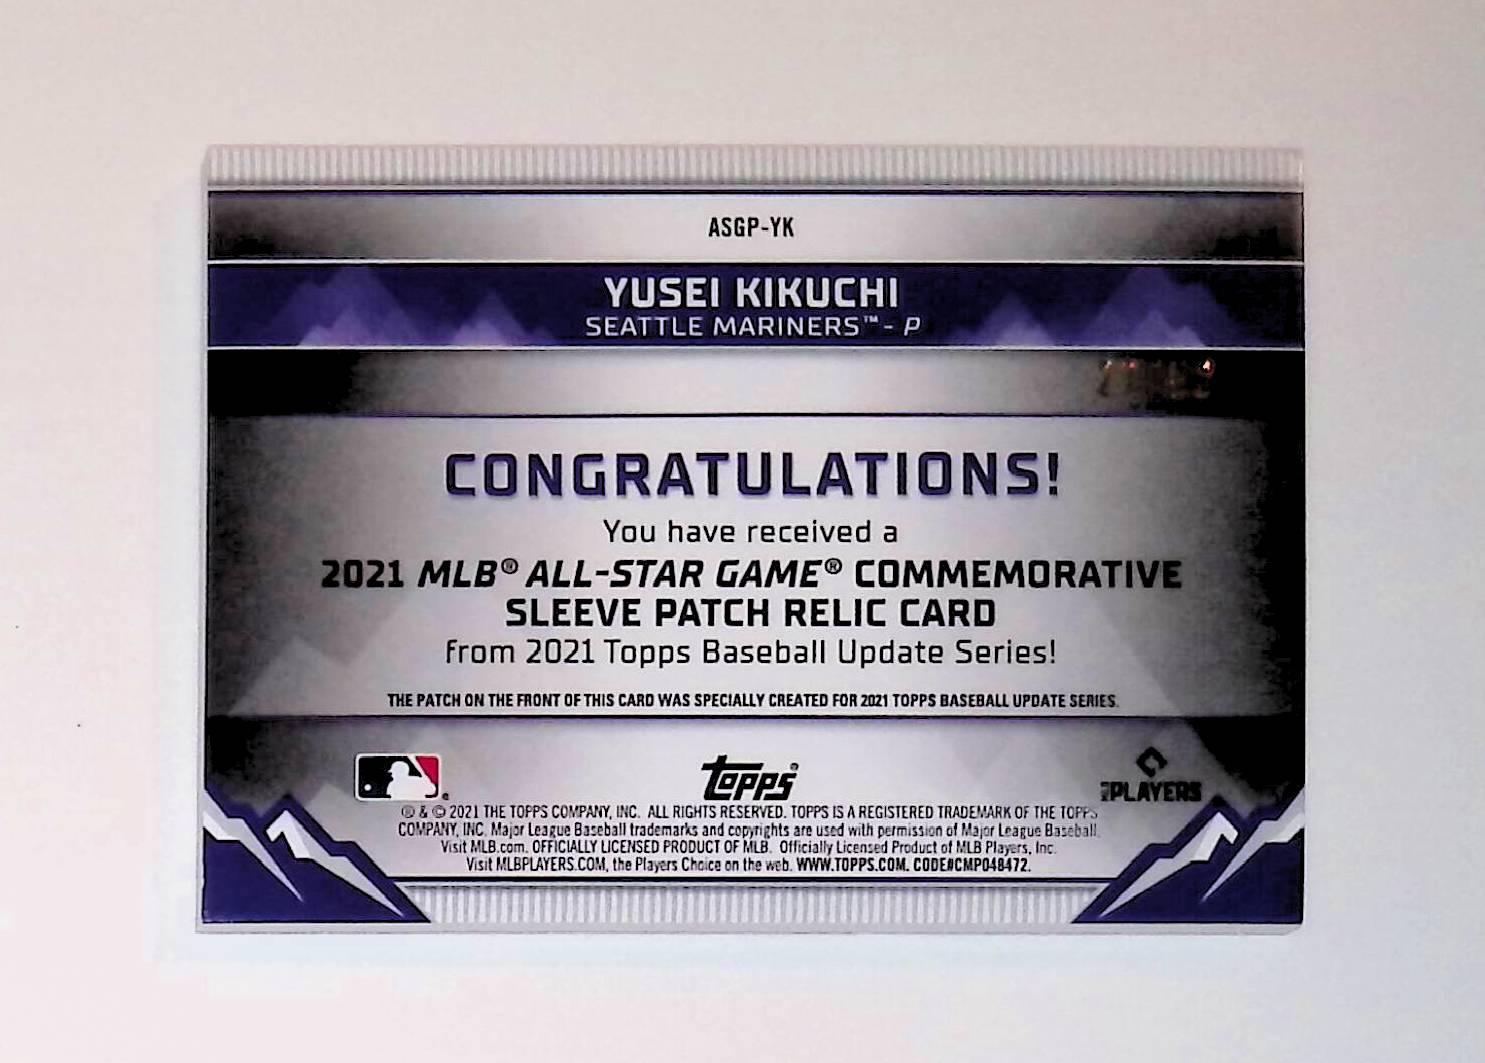 ASGP-YK
YUSEI KIKUCHI
SEATTLE MARINERS™ - P
CONGRATULATIONS!
You have received a
2021 MLB® ALL-STAR GAME® COMMEMORATIVE
SLEEVE PATCH RELIC CARD
from 2021 Topps Baseball Update Series!
THE PATCH ON THE FRONT OF THIS CARD WAS SPECIALLY CREATED FOR 2021 TOPPS BASEBALL UPDATE SERIES.
Topps®
PLAYERS
® & © 2021 THE TOPPS COMPANY, INC. ALL RIGHTS RESERVED. TOPPS IS A REGISTERED TRADEMARK OF THE TOPPS
COMPANY, INC. Major League Baseball trademarks and copyrights are used with permission of Major League Baseball.
Visit MLB.com. OFFICIALLY LICENSED PRODUCT OF MLB. Officially Licensed Product of MLB Players, Inc.
Visit MLBPLAYERS.COM, the Players Choice on the web. WWW.TOPPS.COM. CODE#CMP048472.